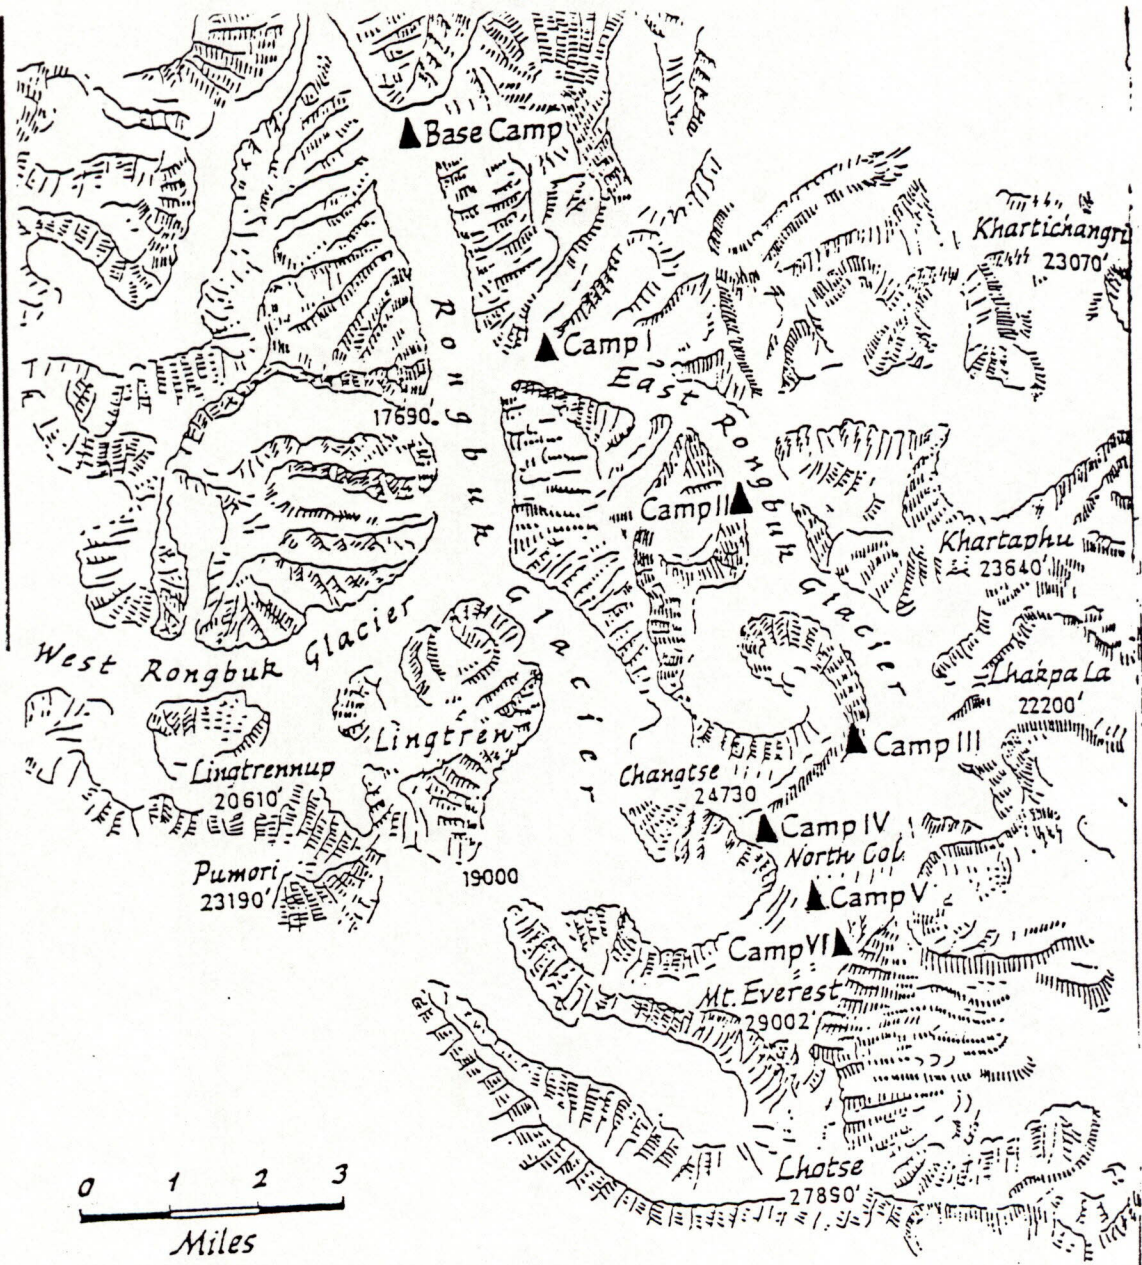 Base Camp
Khartichangri
23070'
Rongbuk
Camp I
East Rongbuk Glacier
17690'
Camp II
Khartaphu
23640'
Glacier
West Rongbuk Glacier
Lhakpa La
22200'
Lingtren
Camp III
Lingtrennup
20610'
Changtse
24730
Camp IV
North Col
Pumori
23190'
19000
Camp V
Camp VI
Mt. Everest
29002'
Lhotse
27890'
0 1 2 3
Miles